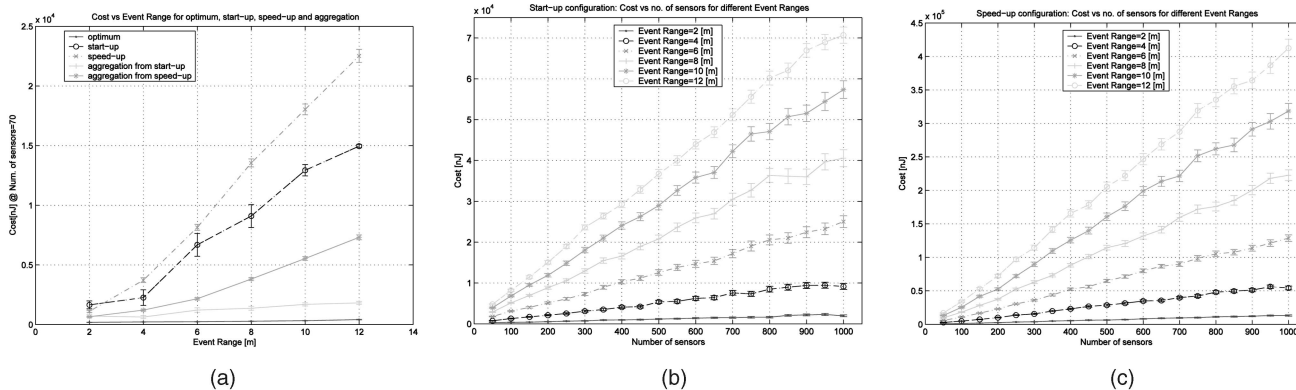 Cost vs Event Range for optimum, start−up, speed−up and aggregation
x 10⁴
2.5
2
1.5
1
0.5
0
optimum
start−up
speed−up
aggregation from start−up
aggregation from speed−up
Cost[nJ] @ Num. of sensors=70
0 2 4 6 8 10 12 14
Event Range [m]
(a)
Start−up configuration: Cost vs no. of sensors for different Event Ranges
x 10⁴
7
6
5
4
3
2
1
0
Event Range=2 [m]
Event Range=4 [m]
Event Range=6 [m]
Event Range=8 [m]
Event Range=10 [m]
Event Range=12 [m]
Cost [nJ]
100 200 300 400 500 600 700 800 900 1000
Number of sensors
(b)
Speed−up configuration: Cost vs no. of sensors for different Event Ranges
x 10⁵
4.5
4
3.5
3
2.5
2
1.5
1
0.5
0
Event Range=2 [m]
Event Range=4 [m]
Event Range=6 [m]
Event Range=8 [m]
Event Range=10 [m]
Event Range=12 [m]
Cost [nJ]
0 100 200 300 400 500 600 700 800 900 1000
Number of sensors
(c)